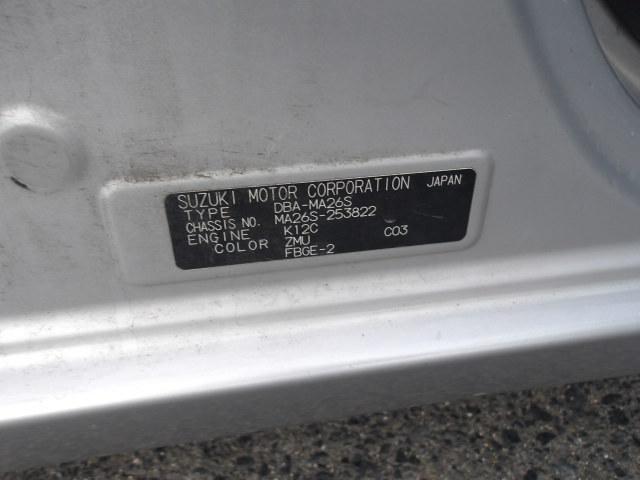 SUZUKI MOTOR CORPORATION JAPAN
TYPE DBA-MA26S
CHASSIS NO. MA26S-253822
ENGINE K12C C03
COLOR ZMU
FBGE-2